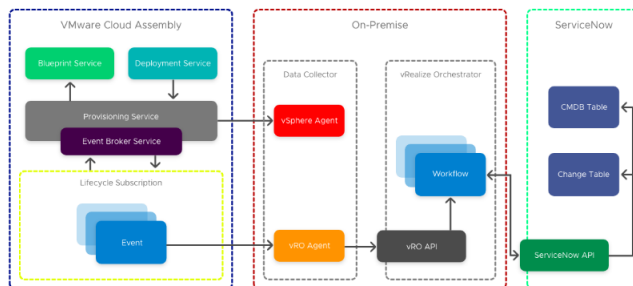 VMware Cloud Assembly
Blueprint Service
Deployment Service
Provisioning Service
Event Broker Service
Lifecycle Subscription
Event
On-Premise
Data Collector
vSphere Agent
vRO Agent
vRealize Orchestrator
Workflow
vRO API
ServiceNow
CMDB Table
Change Table
ServiceNow API